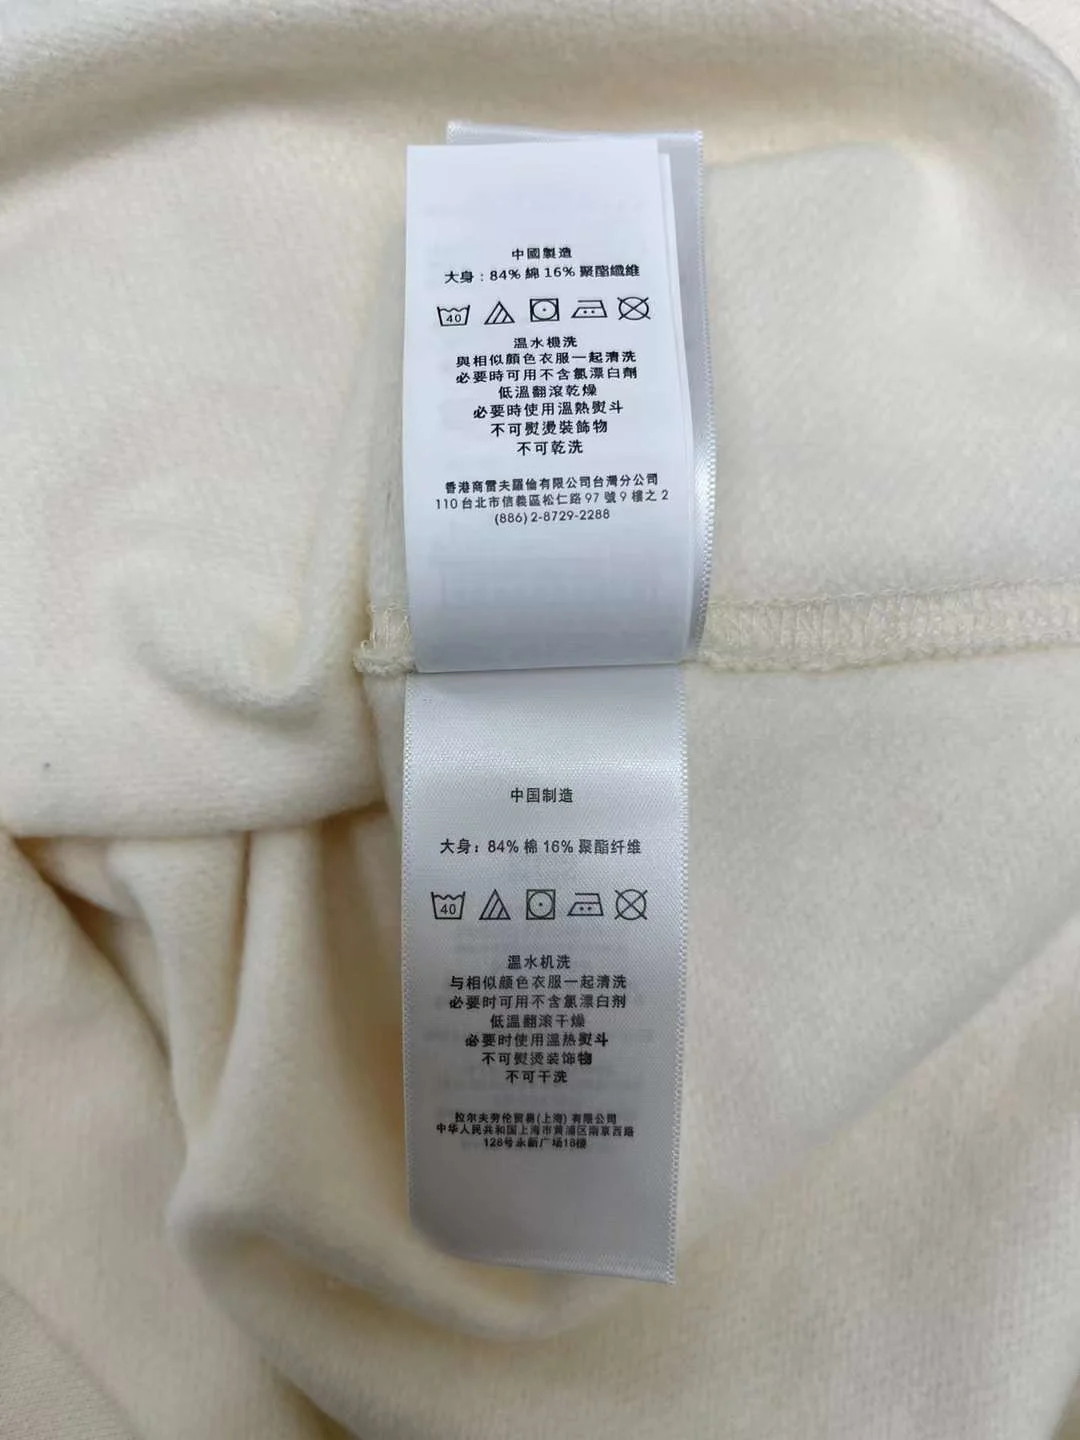 中國製造
大身：84% 綿 16% 聚酯纖維
40
溫水機洗
與相似顏色衣服一起清洗
必要時可用不含氯漂白劑
低溫翻滾乾燥
必要時使用溫熱熨斗
不可熨燙裝飾物
不可乾洗
香港商雷夫羅倫有限公司台灣分公司
110 台北市信義區松仁路 97 號 9 樓之 2
(886) 2-8729-2288
中国制造
大身：84% 棉 16% 聚酯纤维
40
温水机洗
与相似颜色衣服一起清洗
必要时可用不含氯漂白剂
低温翻滚干燥
必要时使用温热熨斗
不可熨烫装饰物
不可干洗
拉尔夫劳伦贸易(上海) 有限公司
中华人民共和国上海市黄浦区南京西路
128号永新广场18楼